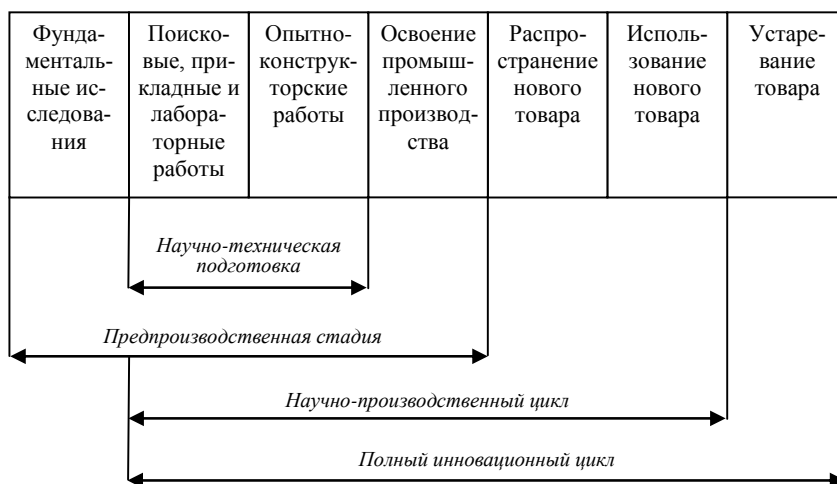 Фунда-
ментальные ис-
следова-
ния
Поиско-
вые, при-
кладные и
лабора-
торные
работы
Опытно-
конструк-
торские
работы
Освоение
промыш-
ленного
производ-
ства
Распро-
странение
нового
товара
Исполь-
зование
нового
товара
Устаре-
вание
товара
Научно-техническая
подготовка
Предпроизводственная стадия
Научно-производственный цикл
Полный инновационный цикл